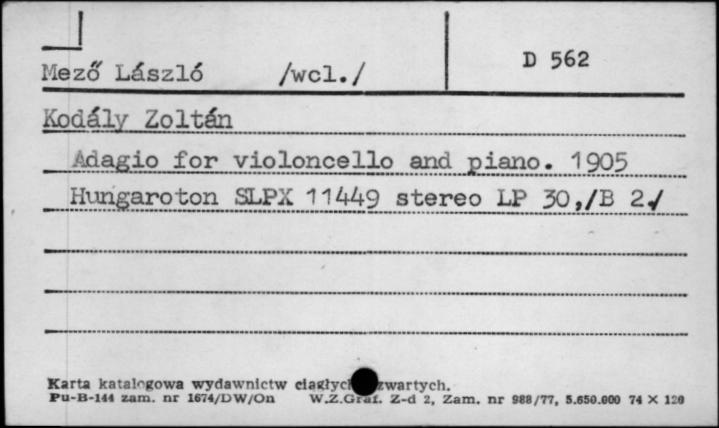 D 562
Mező László /wcl./
Kodály Zoltán
Adagio for violoncello and piano. 1905
Hungaroton SLPX 11449 stereo LP 30,/B 2./
Karta katalogowa wydawnictw zwartych.
Pu-B-144 zam. nr 1674/DW/On W.Z.Graf. Z-d 2, Zam. nr 988/77, 5.650.000 74 × 120